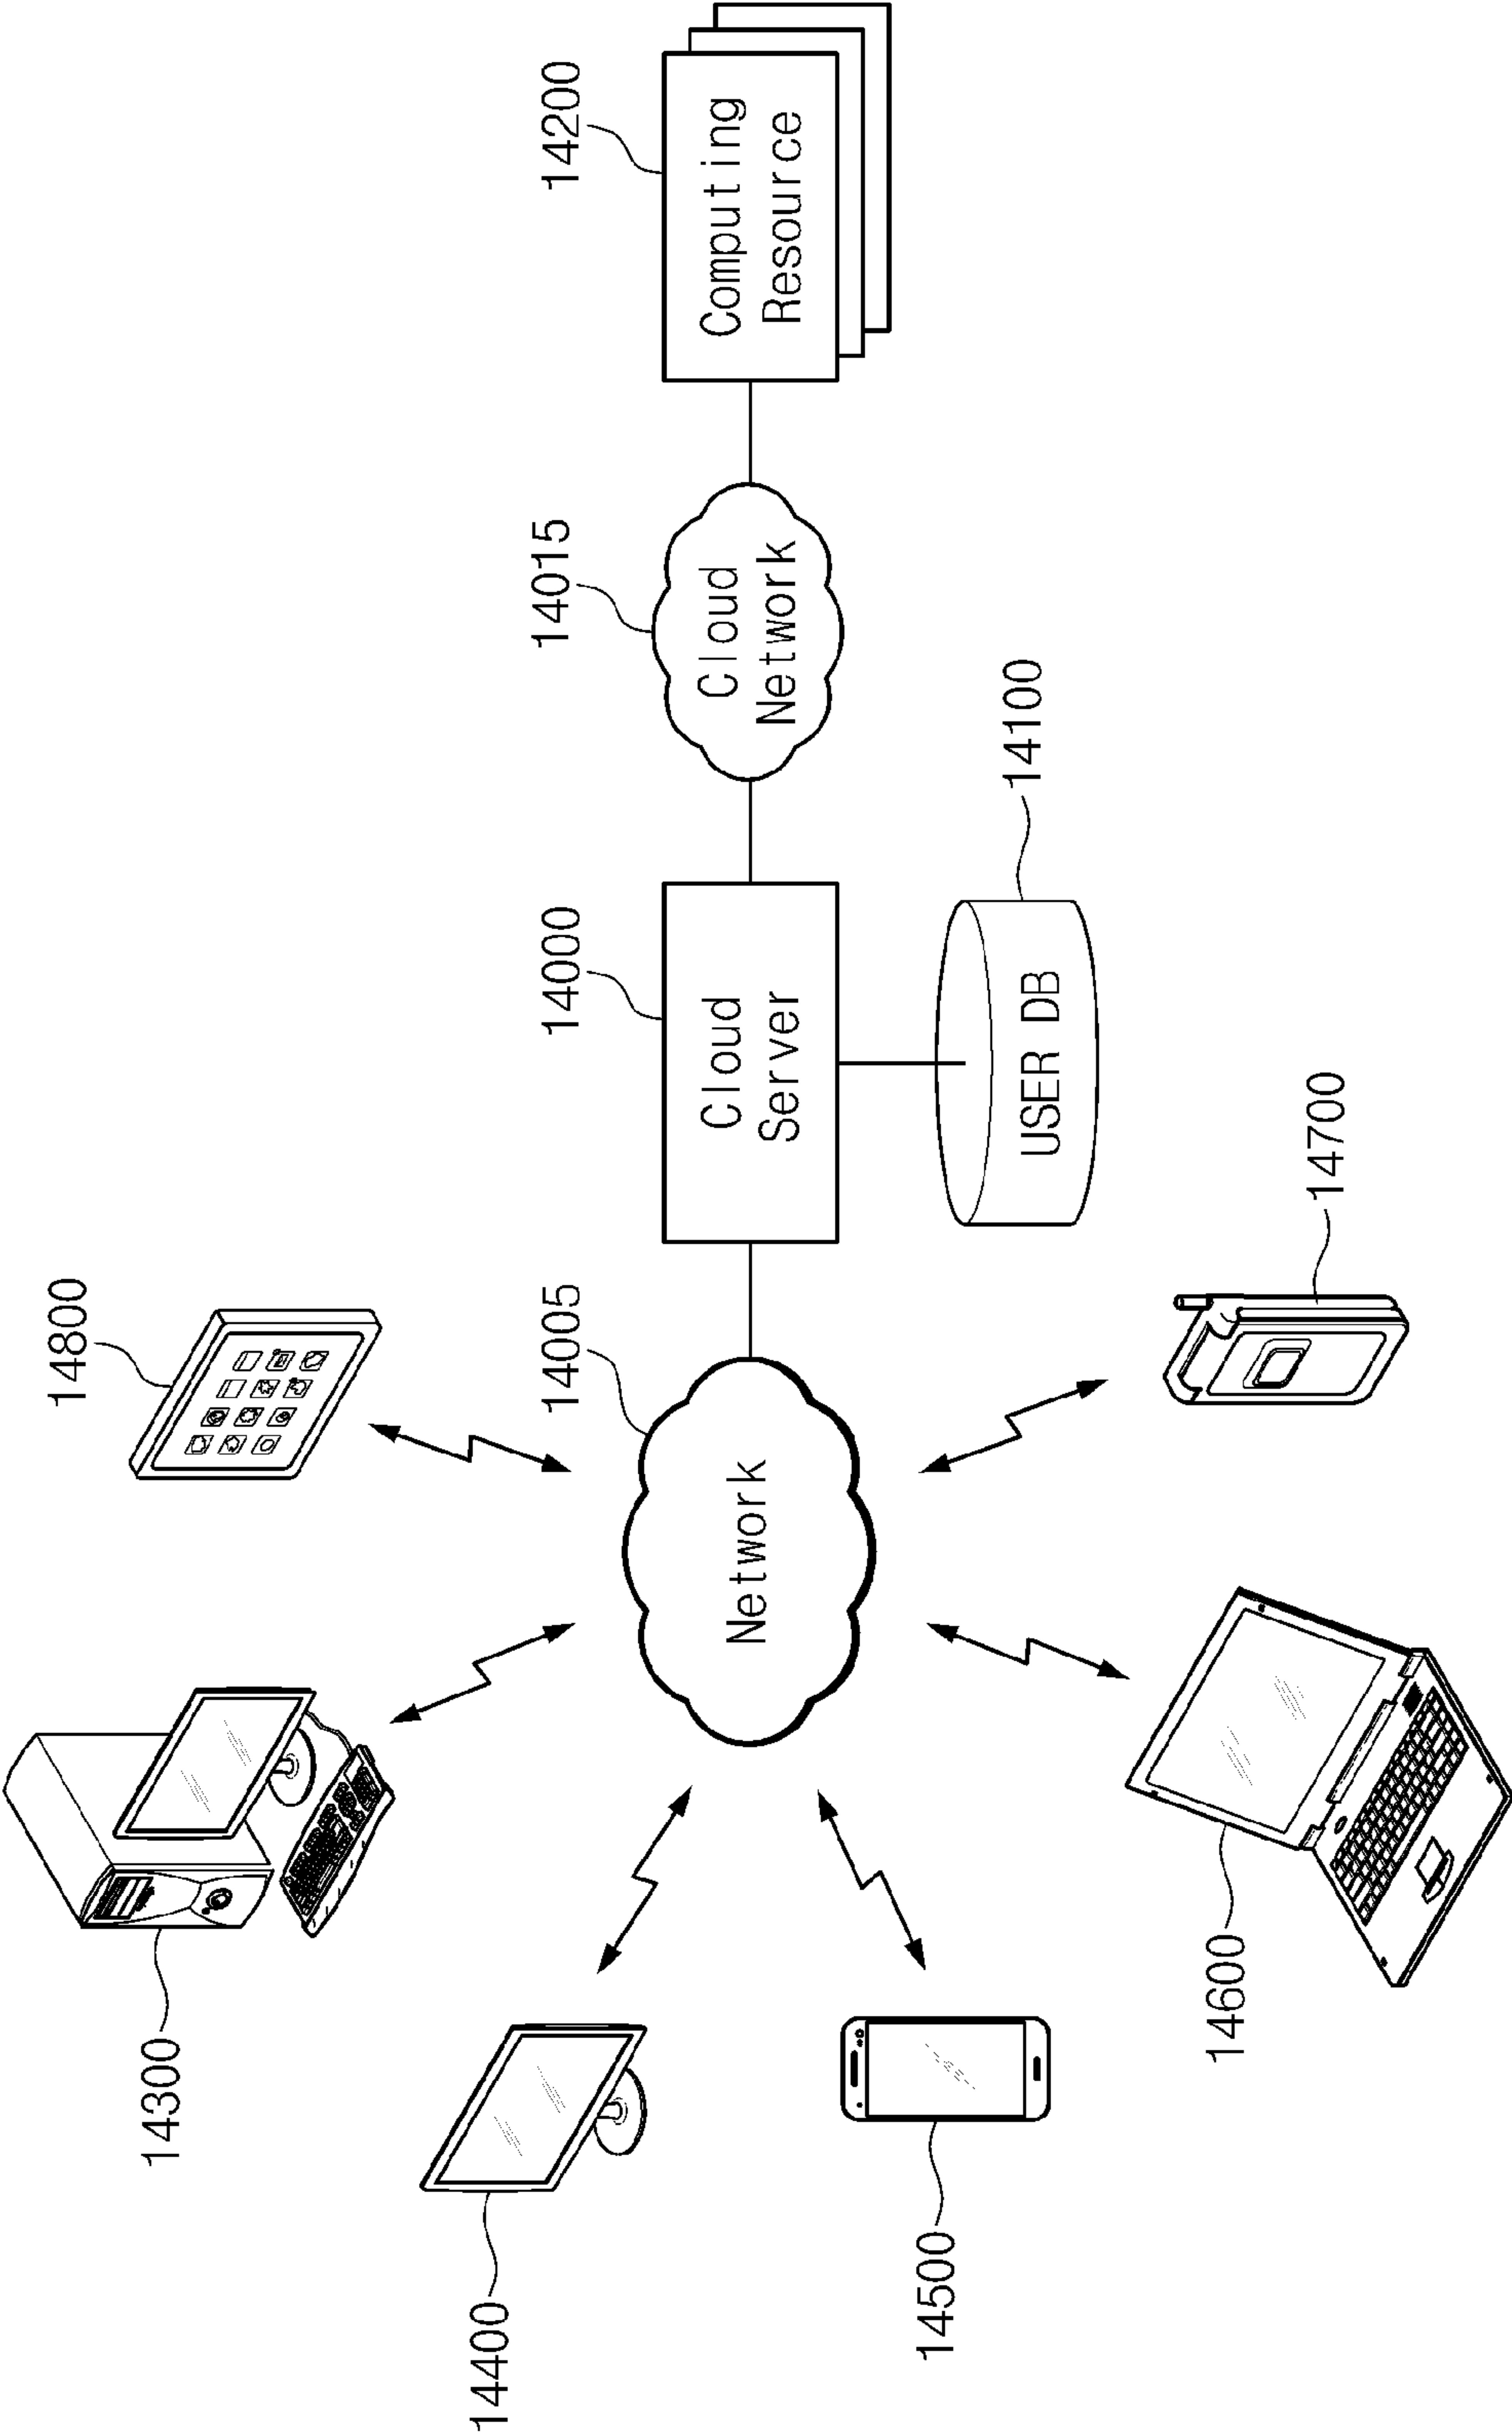 14300
14800
14400
14005
14000
14015
14200
Network
Cloud
Server
Cloud
Network
Computing
Resource
USER DB
14100
14500
14600
14700